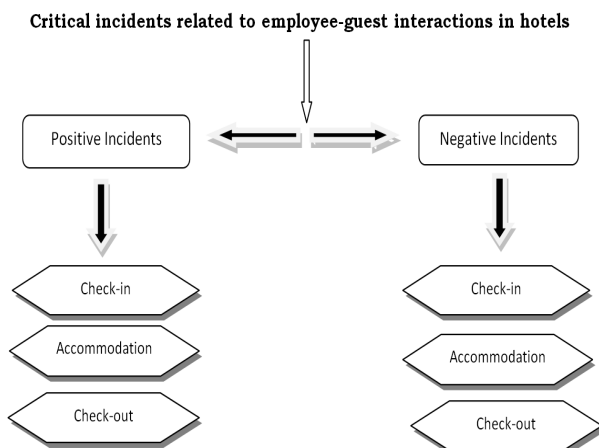 Critical incidents related to employee-guest interactions in hotels
Positive Incidents
Negative Incidents
Check-in
Accommodation
Check-out
Check-in
Accommodation
Check-out